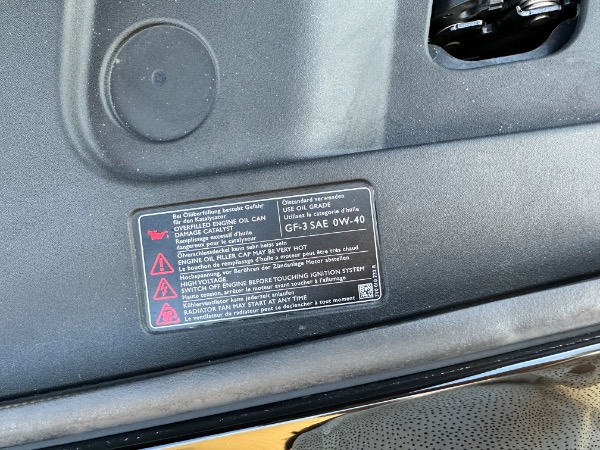 Bei Ölüberfüllung besteht Gefahr
für den Katalysator
OVERFILLED ENGINE OIL CAN
DAMAGE CATALYST
Remplissage excessif d'huile
dangereux pour le catalyseur
Ölstandard verwenden
USE OIL GRADE
Utilisez la catégorie d'huile
GF-3 SAE 0W-40
Ölverschlussdeckel kann sehr heiss sein
ENGINE OIL FILLER CAP MAY BE VERY HOT
Le bouchon de remplissage d'huile a moteur peut être très chaud
Hochspannung, vor Berühren der Zündanlage Motor abstellen
HIGH VOLTAGE
SWITCH OFF ENGINE BEFORE TOUCHING IGNITION SYSTEM
Haute tension, arrêter le moteur avant toucher à l'allumage
Kühlerventilator kann jederzeit anlaufen
RADIATOR FAN MAY START AT ANY TIME
Le ventilateur de radiateur peut se declencher à tout moment